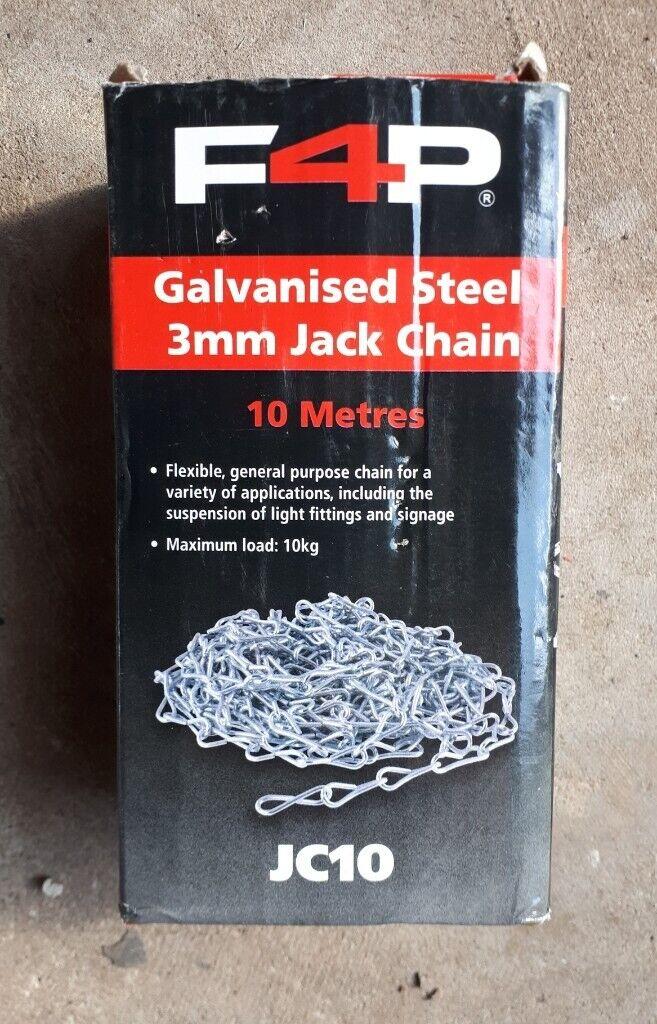 F4P®
Galvanised Steel
3mm Jack Chain
10 Metres
• Flexible, general purpose chain for a
variety of applications, including the
suspension of light fittings and signage
• Maximum load: 10kg
JC10